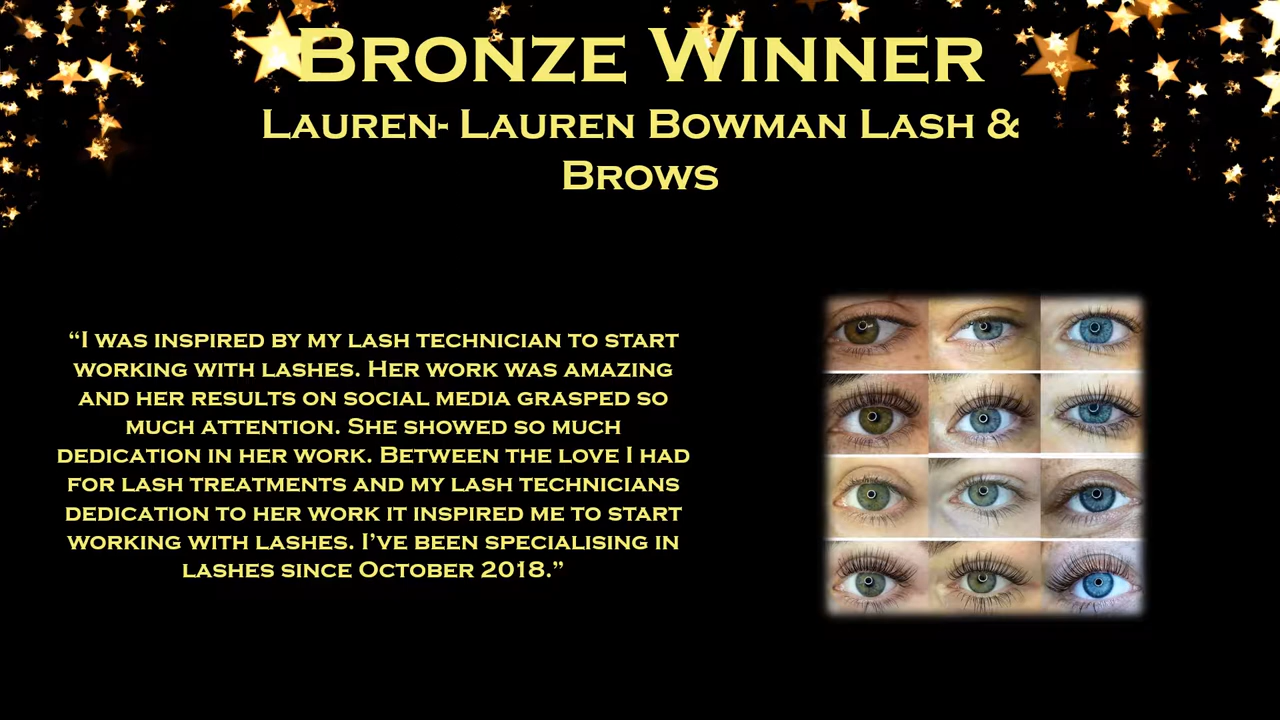 Bronze Winner
Lauren- Lauren Bowman Lash &
Brows
“I was inspired by my lash technician to start
working with lashes. Her work was amazing
and her results on social media grasped so
much attention. She showed so much
dedication in her work. Between the love I had
for lash treatments and my lash technicians
dedication to her work it inspired me to start
working with lashes. I’ve been specialising in
lashes since October 2018.”